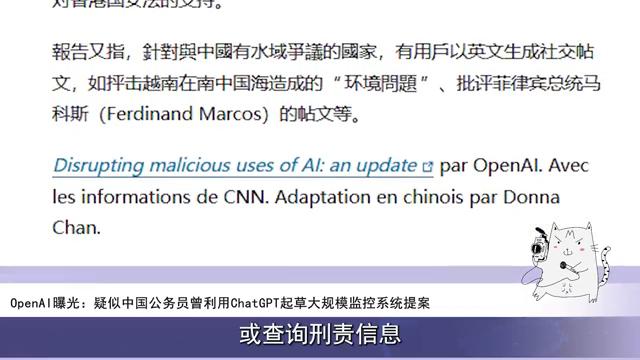 对香港国安法的支持。
報告又指，針對與中國有水域爭議的國家，有用戶以英文生成社交帖
文，如抨击越南在南中国海造成的“环境問題”、批评菲律宾总统马
科斯（Ferdinand Marcos）的帖文等。
Disrupting malicious uses of AI: an update par OpenAI. Avec
les informations de CNN. Adaptation en chinois par Donna
Chan.
OpenAI曝光：疑似中国公务员曾利用ChatGPT起草大规模监控系统提案
或查询刑责信息